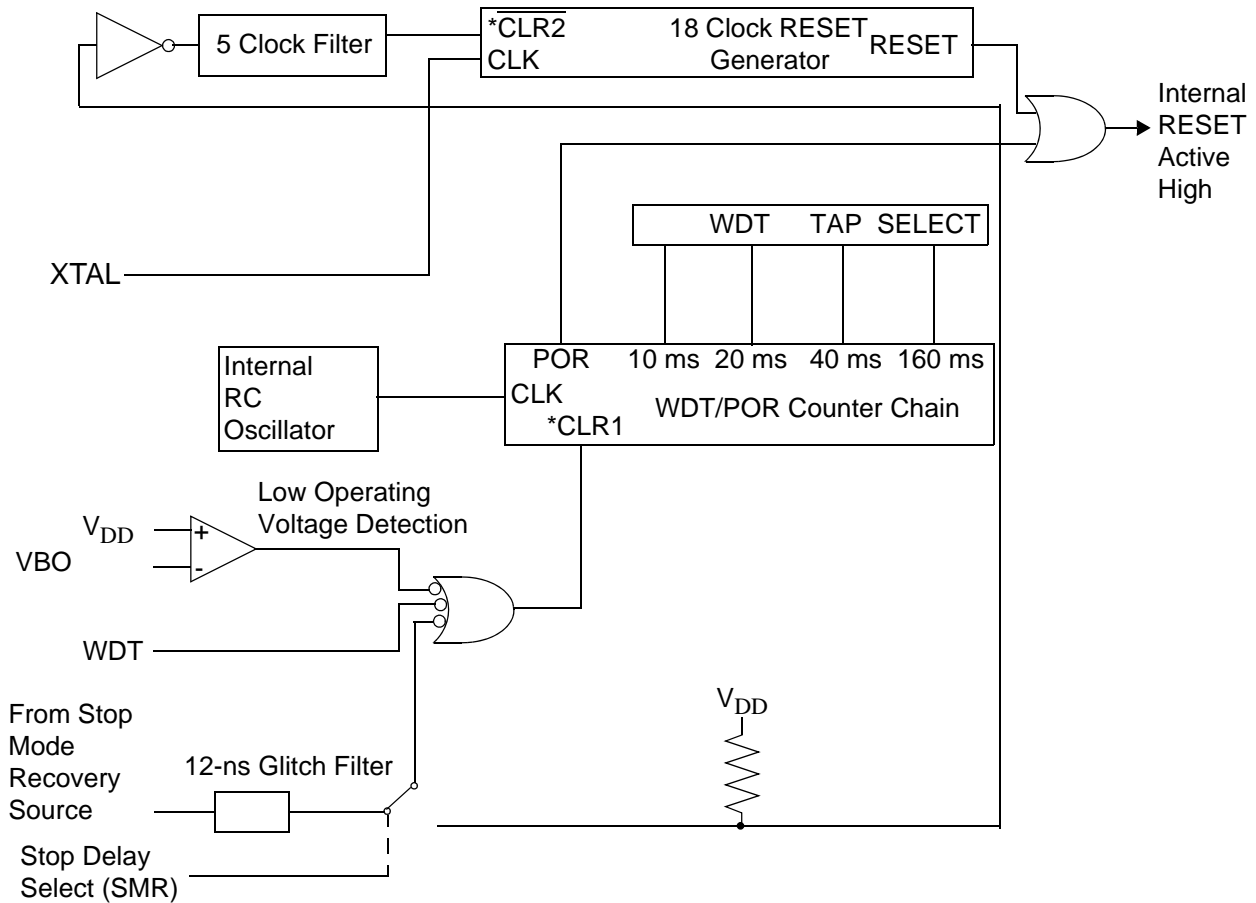 *CLR2
CLK
5 Clock Filter
18 Clock RESET
Generator
RESET
Internal
RESET
Active
High
WDT TAP SELECT
XTAL
POR 10 ms 20 ms 40 ms 160 ms
CLK
WDT/POR Counter Chain
*CLR1
Internal
RC
Oscillator
Low Operating
Voltage Detection
VDD
+
VBO
-
WDT
From Stop
Mode
Recovery
Source
12-ns Glitch Filter
VDD
Stop Delay
Select (SMR)